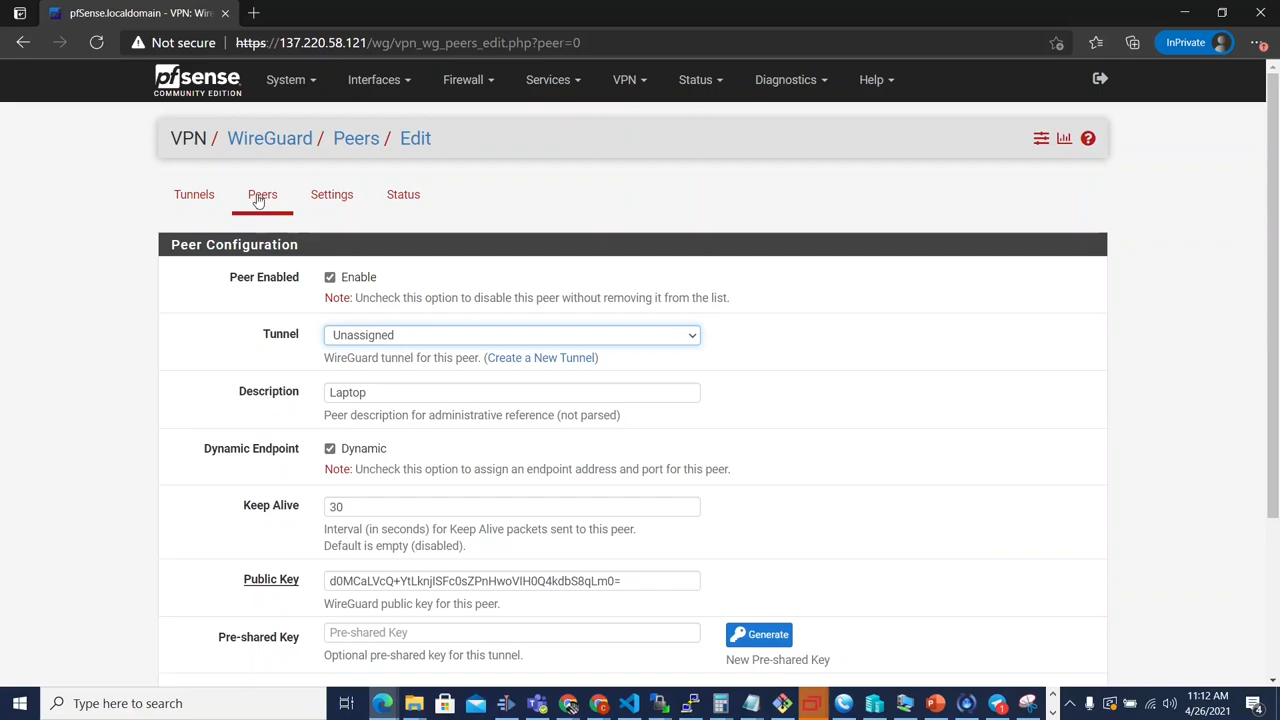 pfSense.localdomain - VPN: Wire
Not secure
https://137.220.58.121/wg/vpn_wg_peers_edit.php?peer=0
InPrivate
pfsense
COMMUNITY EDITION
System
Interfaces
Firewall
Services
VPN
Status
Diagnostics
Help
VPN / WireGuard / Peers / Edit
Tunnels
Peers
Settings
Status
Peer Configuration
Peer Enabled
Enable
Note: Uncheck this option to disable this peer without removing it from the list.
Tunnel
Unassigned
WireGuard tunnel for this peer. (Create a New Tunnel)
Description
Laptop
Peer description for administrative reference (not parsed)
Dynamic Endpoint
Dynamic
Note: Uncheck this option to assign an endpoint address and port for this peer.
Keep Alive
30
Interval (in seconds) for Keep Alive packets sent to this peer.
Default is empty (disabled).
Public Key
WireGuard public key for this peer.
Pre-shared Key
Pre-shared Key
Generate
Optional pre-shared key for this tunnel.
New Pre-shared Key
Type here to search
11:12 AM
4/26/2021
4